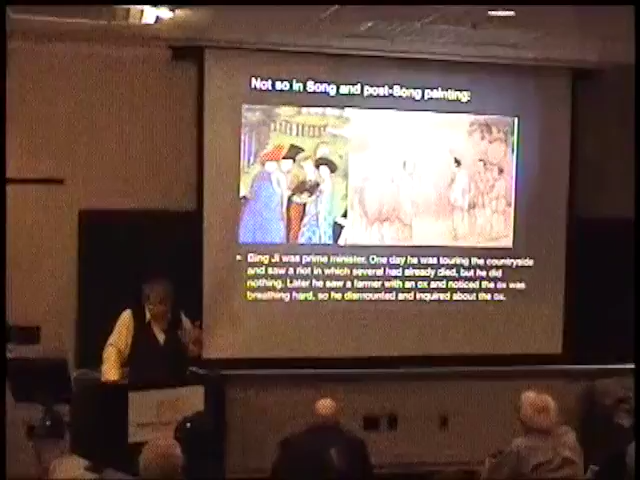 Not so in Song and post-Song painting:
Bing Ji was prime minister. One day he was touring the countryside
and saw a riot in which several had already died, but he did
nothing. Later he saw a farmer with an ox and noticed the ox was
breathing hard, so he dismounted and inquired about the ox.